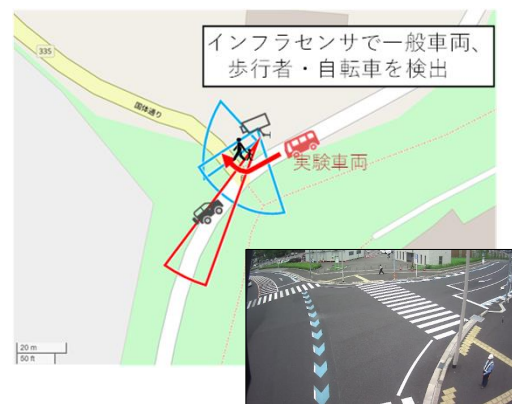 インフラセンサで一般車両、
歩行者・自転車を検出
335
国体通り
実験車両
20 m
50 ft